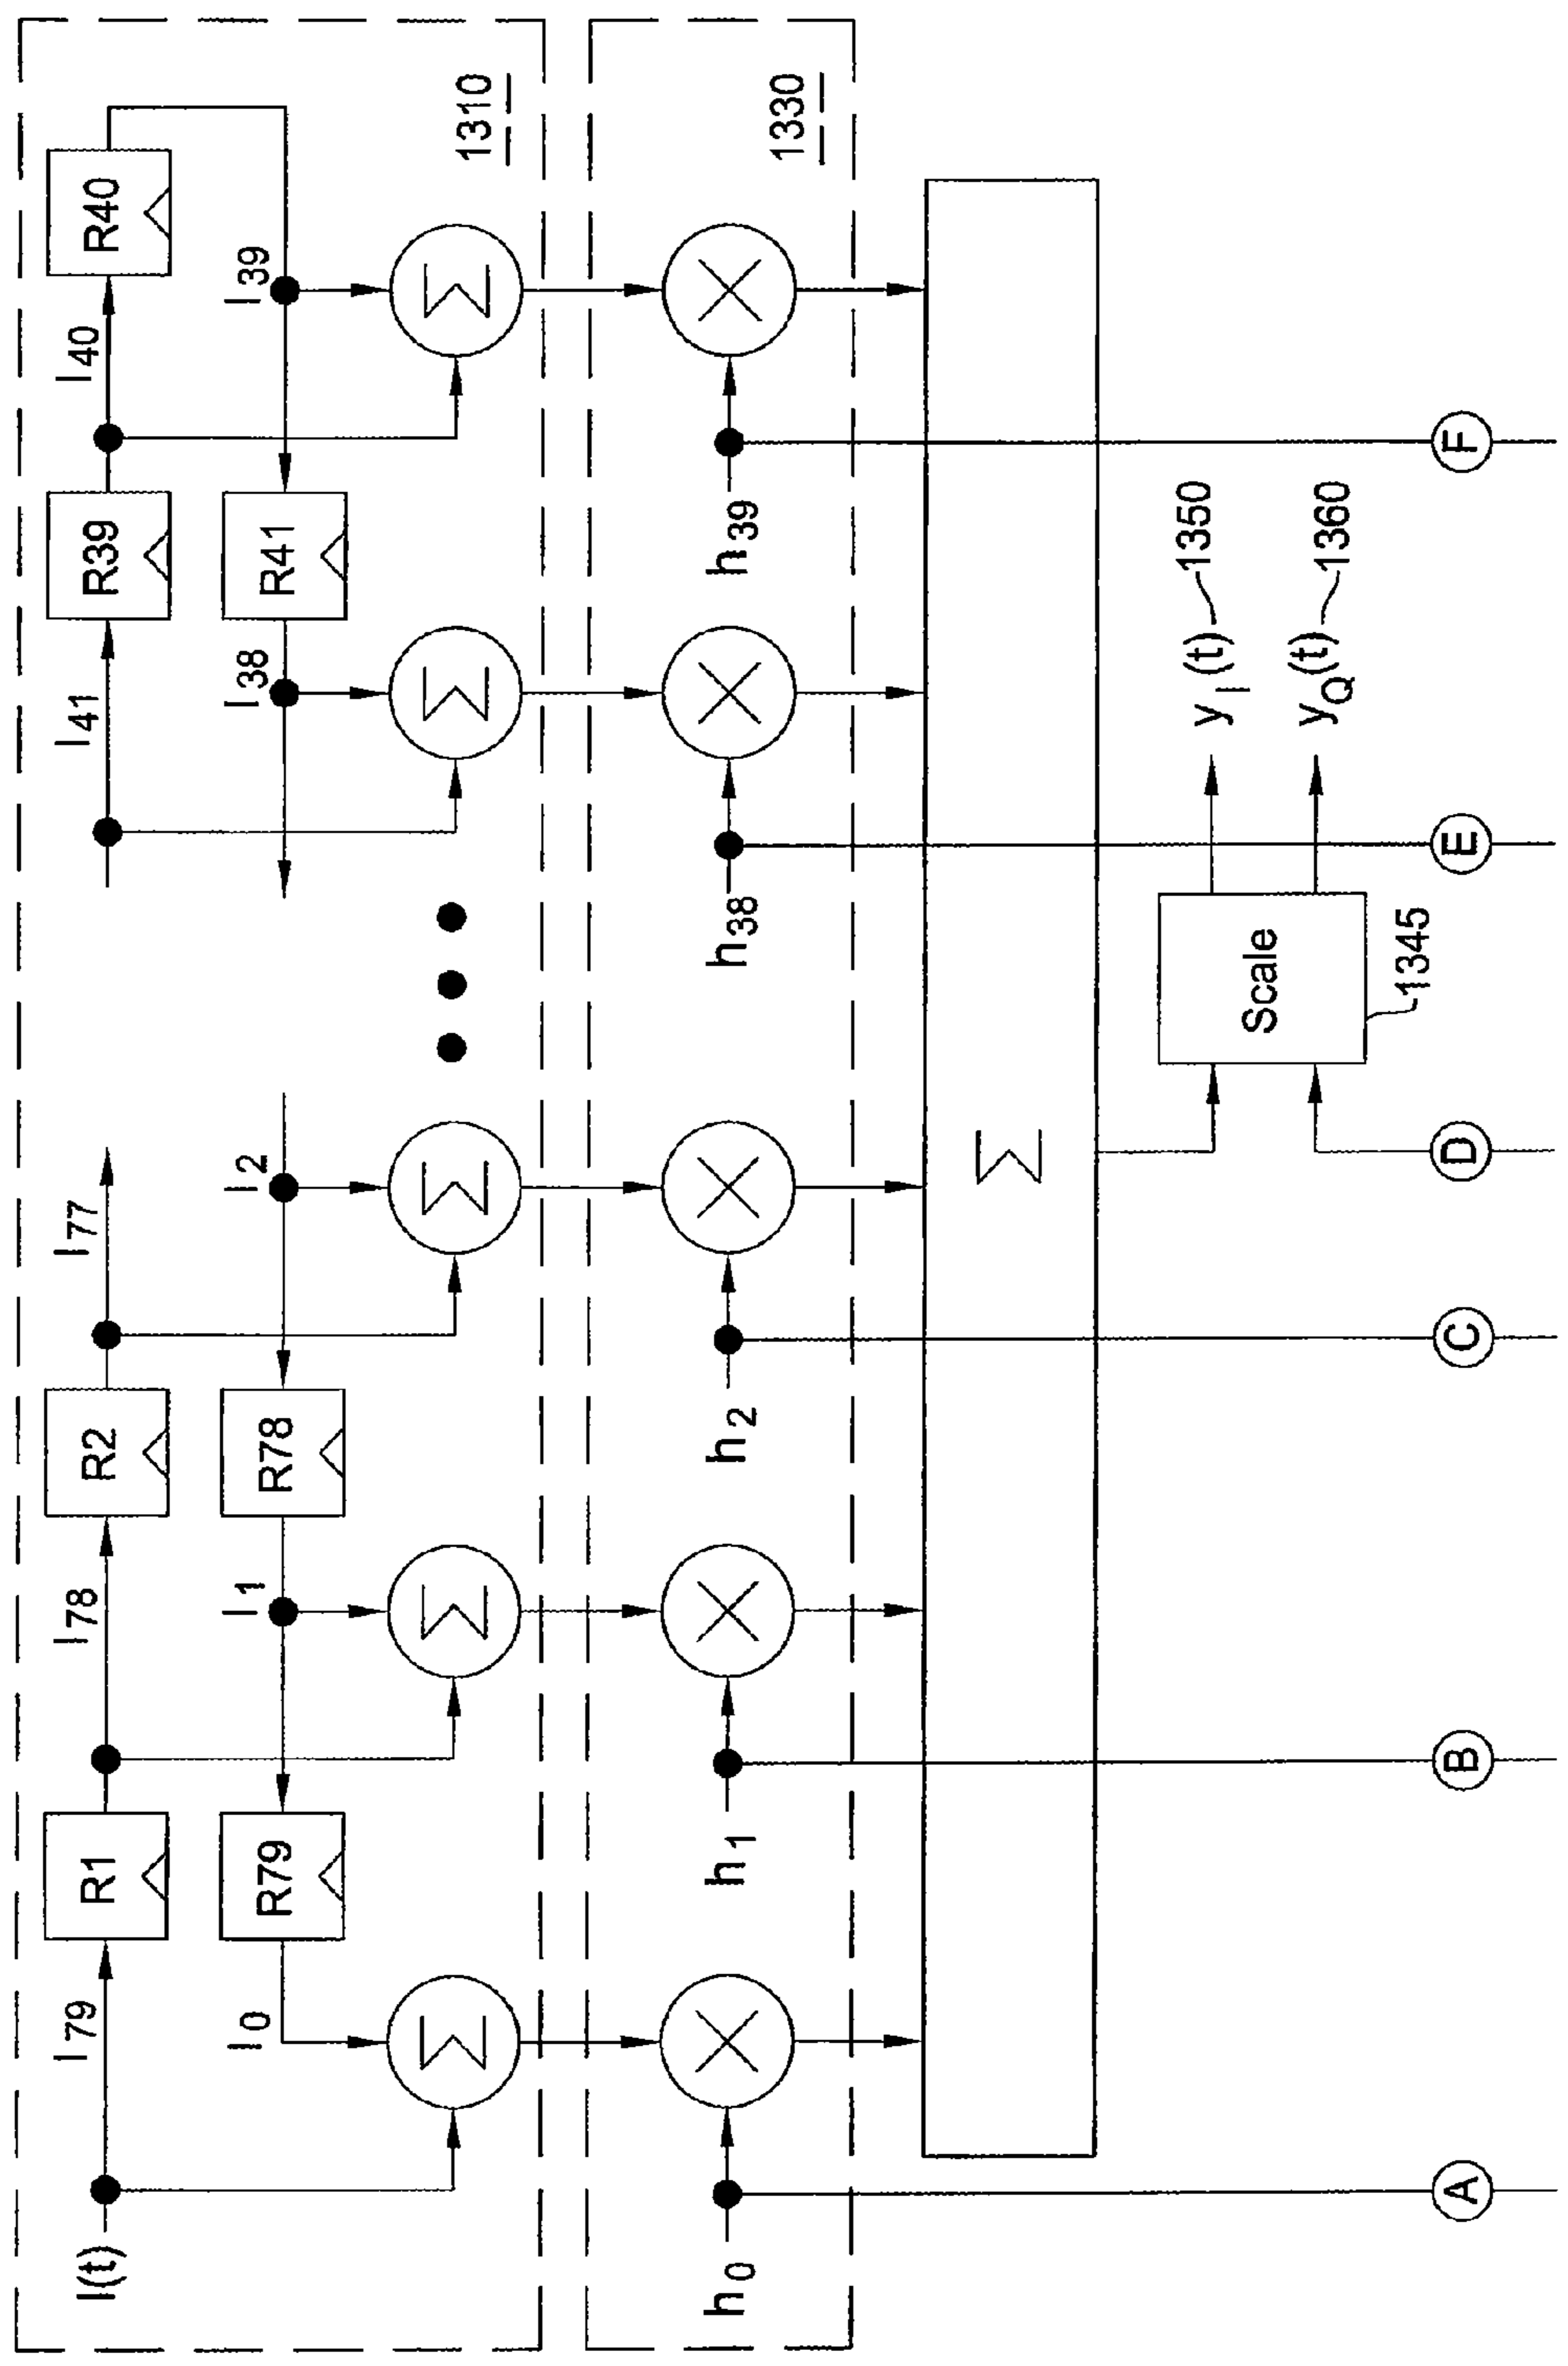 I(t) I79 R1 I78 R2 I77 I41 R39 I40 R40
I0 R79 I1 R78 I2 I38 R41 I39
Σ Σ Σ Σ Σ 1310
h0 h1 h2 h38 h39 1330
Σ
Scale yI(t) 1350
yQ(t) 1360
1345
A B C D E F